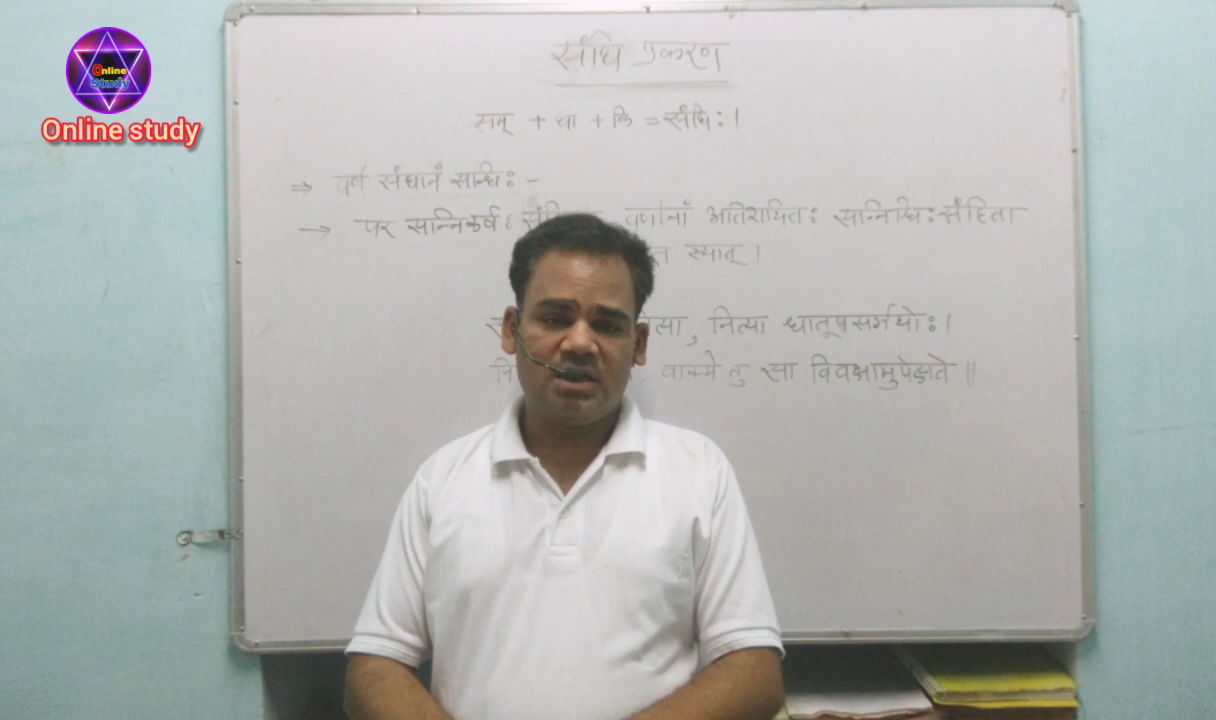 Online Study
Online study
संधि प्रकरण
सम् + धा + कि = संधिः।
⇒ वर्ण संधानं सन्धिः -
→ पर सन्निकर्षः वर्णानां अतिशयितः सन्निधिः संहिता
स्यात्।
नित्या धातूपसर्गयोः।
वाक्ये तु सा विवक्षामुपेक्षते॥